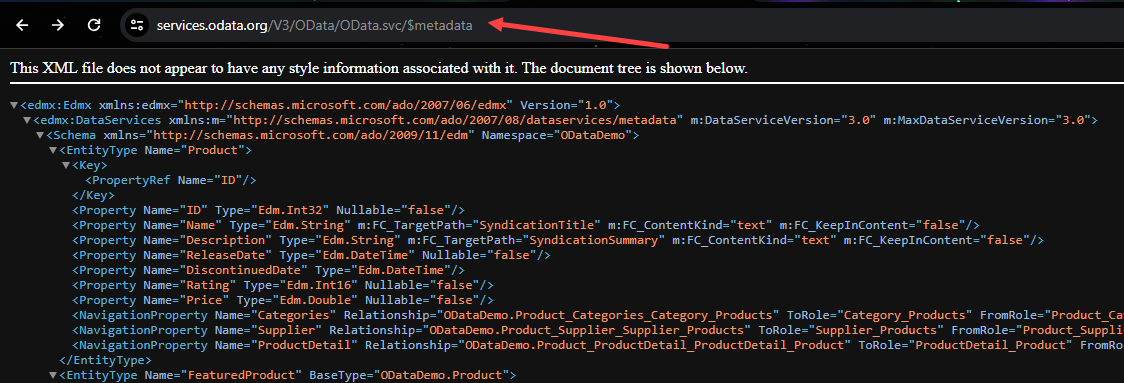 services.odata.org/V3/OData/OData.svc/$metadata
This XML file does not appear to have any style information associated with it. The document tree is shown below.
▼<edmx:Edmx xmlns:edmx="http://schemas.microsoft.com/ado/2007/06/edmx" Version="1.0">
▼<edmx:DataServices xmlns:m="http://schemas.microsoft.com/ado/2007/08/dataservices/metadata" m:DataServiceVersion="3.0" m:MaxDataServiceVersion="3.0">
▼<Schema xmlns="http://schemas.microsoft.com/ado/2009/11/edm" Namespace="ODataDemo">
▼<EntityType Name="Product">
▼<Key>
<PropertyRef Name="ID"/>
</Key>
<Property Name="ID" Type="Edm.Int32" Nullable="false"/>
<Property Name="Name" Type="Edm.String" m:FC_TargetPath="SyndicationTitle" m:FC_ContentKind="text" m:FC_KeepInContent="false"/>
<Property Name="Description" Type="Edm.String" m:FC_TargetPath="SyndicationSummary" m:FC_ContentKind="text" m:FC_KeepInContent="false"/>
<Property Name="ReleaseDate" Type="Edm.DateTime" Nullable="false"/>
<Property Name="DiscontinuedDate" Type="Edm.DateTime"/>
<Property Name="Rating" Type="Edm.Int16" Nullable="false"/>
<Property Name="Price" Type="Edm.Double" Nullable="false"/>
<NavigationProperty Name="Categories" Relationship="ODataDemo.Product_Categories_Category_Products" ToRole="Category_Products" FromRole="Product_Ca
<NavigationProperty Name="Supplier" Relationship="ODataDemo.Product_Supplier_Supplier_Products" ToRole="Supplier_Products" FromRole="Product_Suppli
<NavigationProperty Name="ProductDetail" Relationship="ODataDemo.Product_ProductDetail_ProductDetail_Product" ToRole="ProductDetail_Product" FromRo
</EntityType>
▼<EntityType Name="FeaturedProduct" BaseType="ODataDemo.Product">